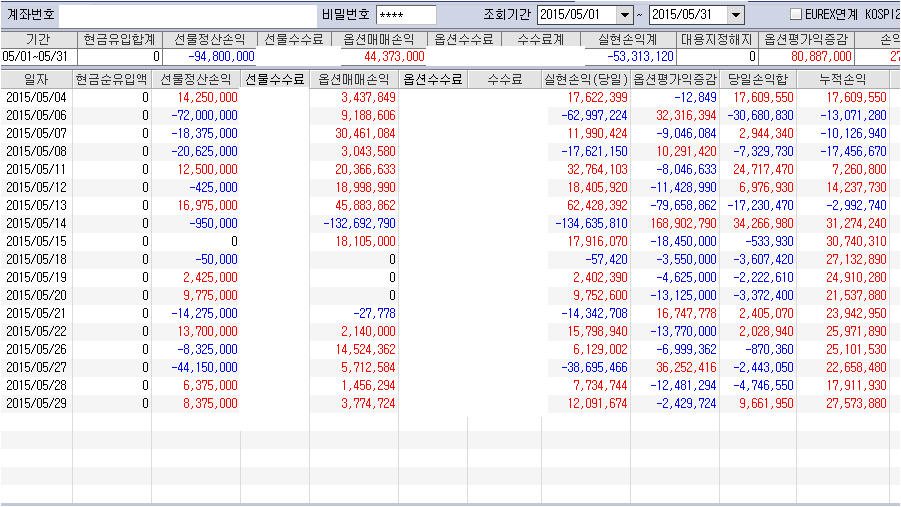 계좌번호 비밀번호 **** 조회기간 2015/05/01 ~ 2015/05/31 EUREX연계 KOSPI2
기간 현금유입합계 선물정산손익 선물수수료 옵션매매손익 옵션수수료 수수료계 실현손익계 대용지정해지 옵션평가익증감 손익
05/01~05/31 0 -94,800,000 44,373,000 -53,313,120 0 80,887,000 27
일자 현금순유입액 선물정산손익 선물수수료 옵션매매손익 옵션수수료 수수료 실현손익(당일) 옵션평가익증감 당일손익합 누적손익
2015/05/04 0 14,250,000 3,437,849 17,622,399 -12,849 17,609,550 17,609,550
2015/05/06 0 -72,000,000 9,188,606 -62,997,224 32,316,394 -30,680,830 -13,071,280
2015/05/07 0 -18,375,000 30,461,084 11,990,424 -9,046,084 2,944,340 -10,126,940
2015/05/08 0 -20,625,000 3,043,580 -17,621,150 10,291,420 -7,329,730 -17,456,670
2015/05/11 0 12,500,000 20,366,633 32,764,103 -8,046,633 24,717,470 7,260,800
2015/05/12 0 -425,000 18,998,990 18,405,920 -11,428,990 6,976,930 14,237,730
2015/05/13 0 16,975,000 45,883,862 62,428,392 -79,658,862 -17,230,470 -2,992,740
2015/05/14 0 -950,000 -132,692,790 -134,635,810 168,902,790 34,266,980 31,274,240
2015/05/15 0 0 18,105,000 17,916,070 -18,450,000 -533,930 30,740,310
2015/05/18 0 -50,000 0 -57,420 -3,550,000 -3,607,420 27,132,890
2015/05/19 0 2,425,000 0 2,402,390 -4,625,000 -2,222,610 24,910,280
2015/05/20 0 9,775,000 0 9,752,600 -13,125,000 -3,372,400 21,537,880
2015/05/21 0 -14,275,000 -27,778 -14,342,708 16,747,778 2,405,070 23,942,950
2015/05/22 0 13,700,000 2,140,000 15,798,940 -13,770,000 2,028,940 25,971,890
2015/05/26 0 -8,325,000 14,524,362 6,129,002 -6,999,362 -870,360 25,101,530
2015/05/27 0 -44,150,000 5,712,584 -38,695,466 36,252,416 -2,443,050 22,658,480
2015/05/28 0 6,375,000 1,456,294 7,734,744 -12,481,294 -4,746,550 17,911,930
2015/05/29 0 8,375,000 3,774,724 12,091,674 -2,429,724 9,661,950 27,573,880